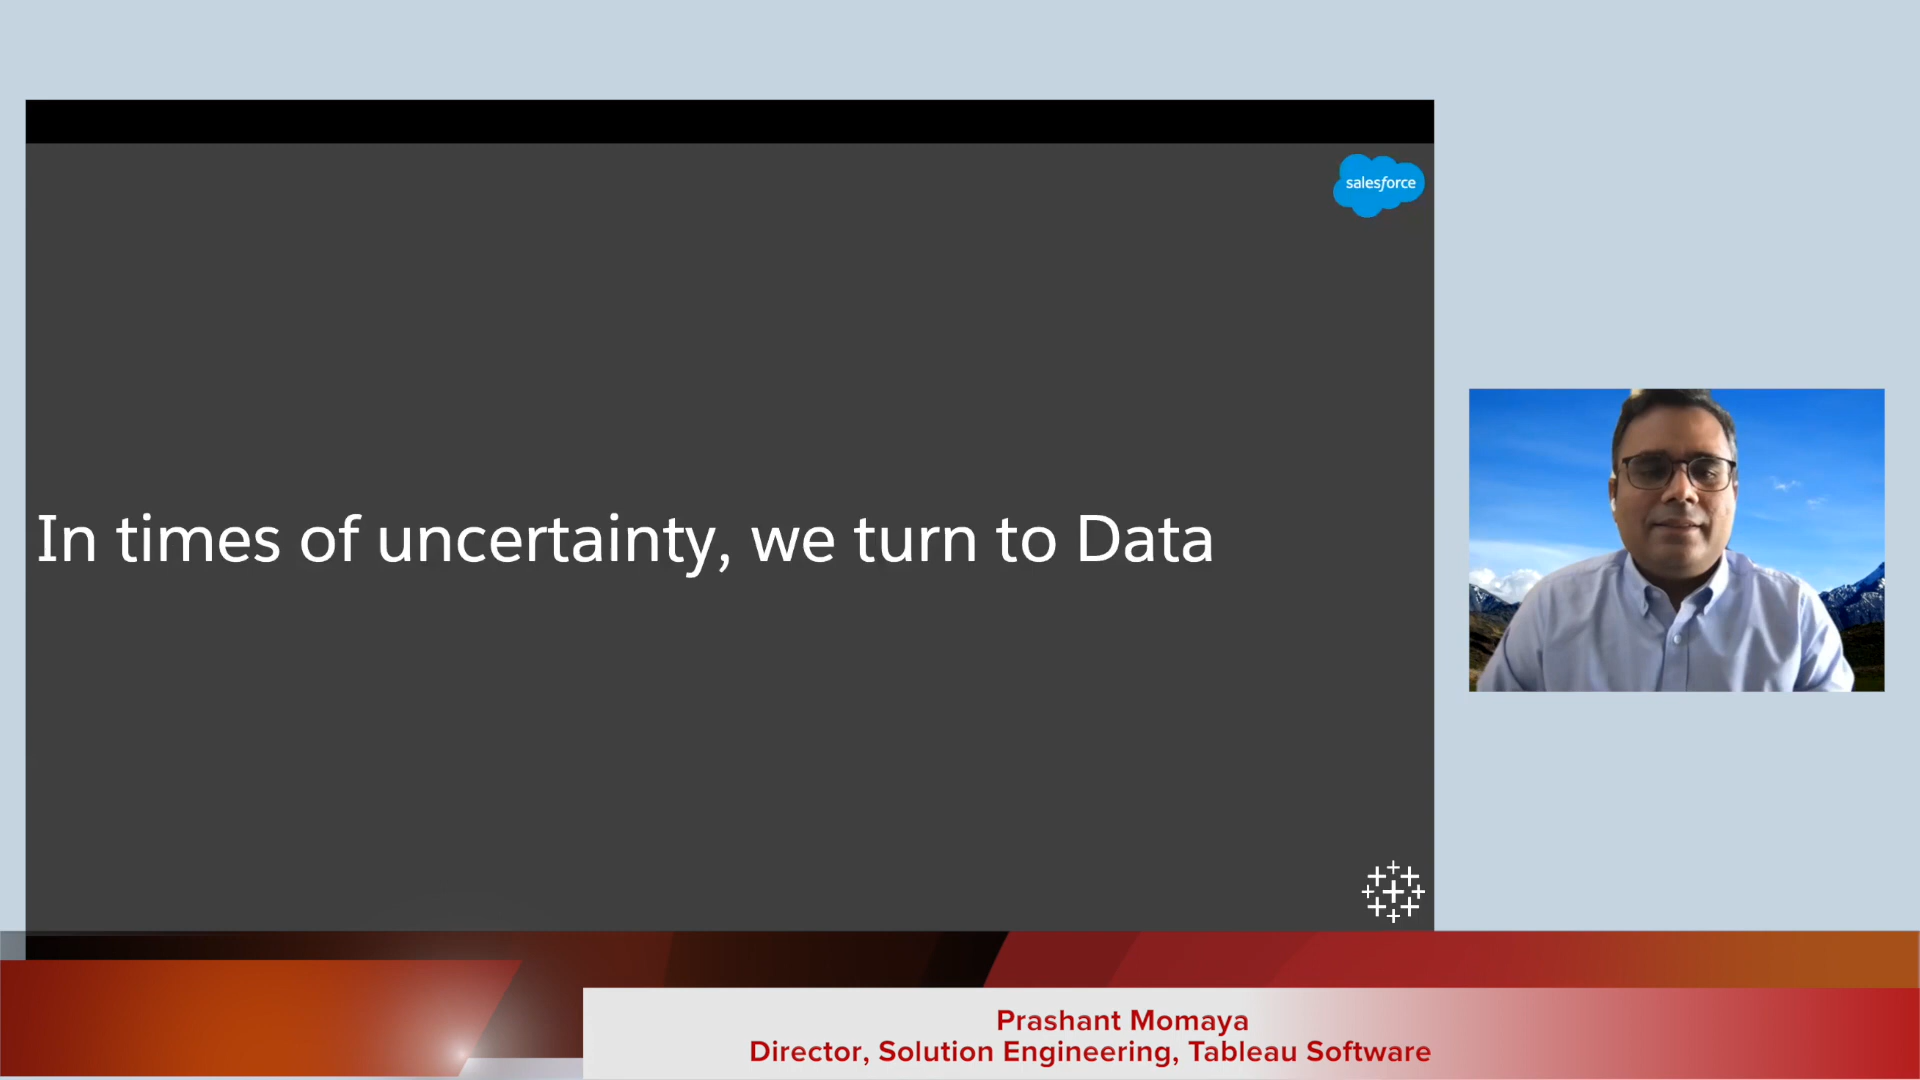 salesforce
In times of uncertainty, we turn to Data
Prashant Momaya
Director, Solution Engineering, Tableau Software